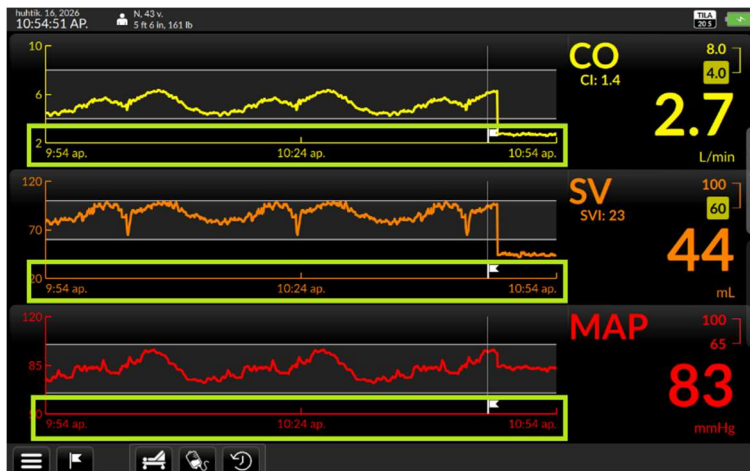 huhtik. 16, 2026
10:54:51 AP.
N, 43 v.
5 ft 6 in, 161 lb
TILA
20 S
10
6
2
9:54 ap.
10:24 ap.
10:54 ap.
CO
CI: 1.4
8.0
4.0
2.7
L/min
120
70
20
9:54 ap.
10:24 ap.
10:54 ap.
SV
SVI: 23
100
60
44
mL
120
85
50
9:54 ap.
10:24 ap.
10:54 ap.
MAP
100
65
83
mmHg